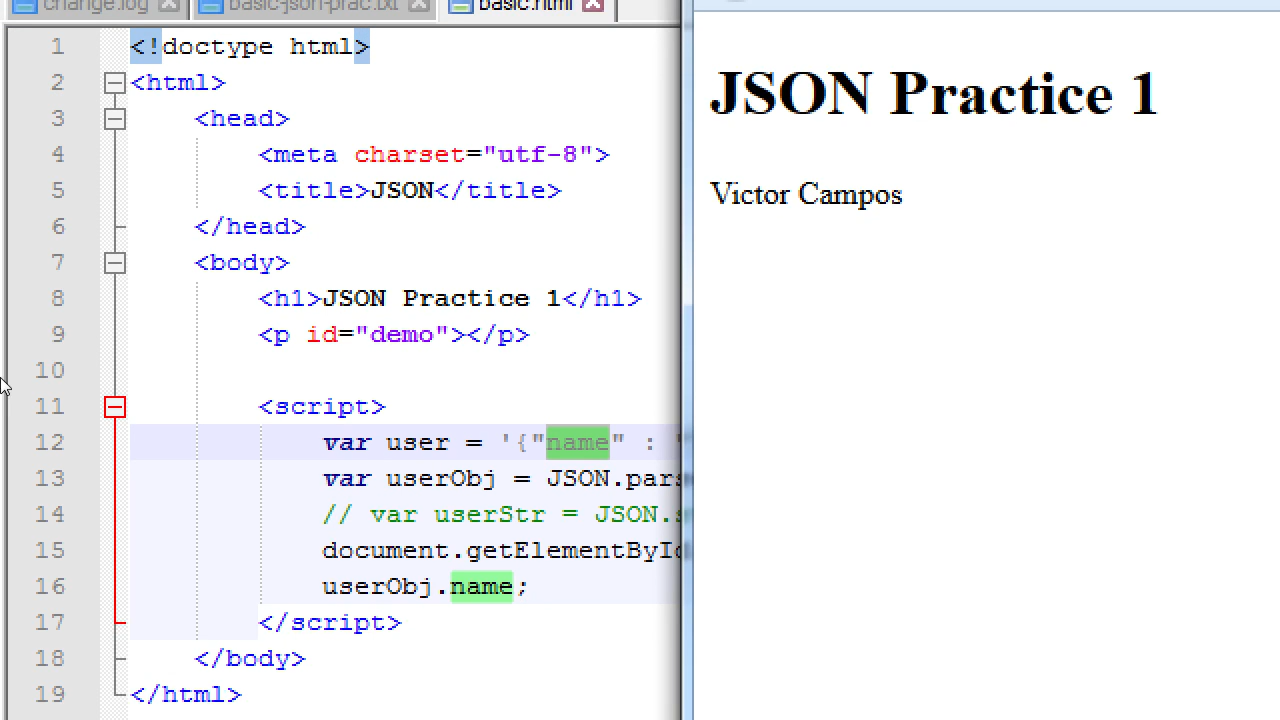 change.log basic-json-prac.txt basic.html
1 <!doctype html>
2 <html>
3 <head>
4 <meta charset="utf-8">
5 <title>JSON</title>
6 </head>
7 <body>
8 <h1>JSON Practice 1</h1>
9 <p id="demo"></p>
10
11 <script>
12 var user = '{"name" : "
13 var userObj = JSON.pars
14 // var userStr = JSON.s
15 document.getElementById
16 userObj.name;
17 </script>
18 </body>
19 </html>
JSON Practice 1
Victor Campos